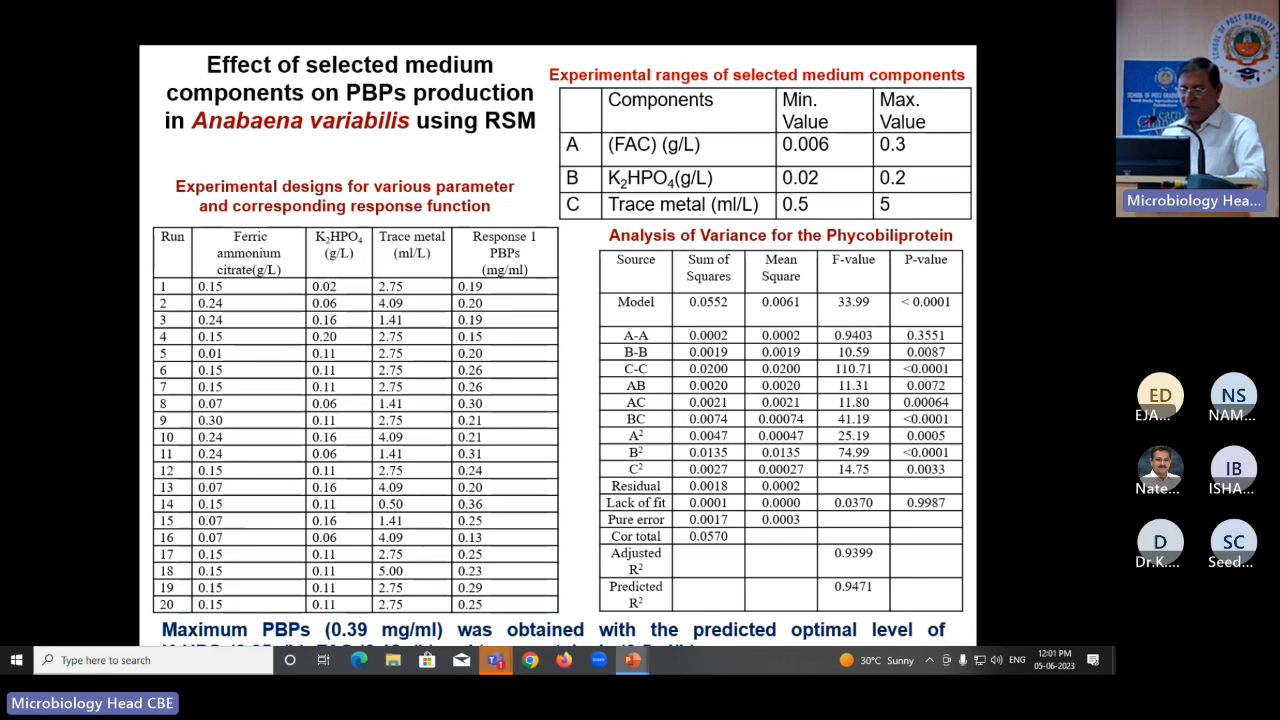 Effect of selected medium
components on PBPs production
in Anabaena variabilis using RSM
Experimental ranges of selected medium components
Components Min. Value Max. Value
A (FAC) (g/L) 0.006 0.3
B K₂HPO₄(g/L) 0.02 0.2
C Trace metal (ml/L) 0.5 5
Experimental designs for various parameter
and corresponding response function
Run Ferric ammonium citrate(g/L) K₂HPO₄ (g/L) Trace metal (ml/L) Response 1 PBPs (mg/ml)
1 0.15 0.02 2.75 0.19
2 0.24 0.06 4.09 0.20
3 0.24 0.16 1.41 0.19
4 0.15 0.20 2.75 0.15
5 0.01 0.11 2.75 0.20
6 0.15 0.11 2.75 0.26
7 0.15 0.11 2.75 0.26
8 0.07 0.06 1.41 0.30
9 0.30 0.11 2.75 0.21
10 0.24 0.16 4.09 0.21
11 0.24 0.06 1.41 0.31
12 0.15 0.11 2.75 0.24
13 0.07 0.16 4.09 0.20
14 0.15 0.11 0.50 0.36
15 0.07 0.16 1.41 0.25
16 0.07 0.06 4.09 0.13
17 0.15 0.11 2.75 0.25
18 0.15 0.11 5.00 0.23
19 0.15 0.11 2.75 0.29
20 0.15 0.11 2.75 0.25
Analysis of Variance for the Phycobiliprotein
Source Sum of Squares Mean Square F-value P-value
Model 0.0552 0.0061 33.99 < 0.0001
A-A 0.0002 0.0002 0.9403 0.3551
B-B 0.0019 0.0019 10.59 0.0087
C-C 0.0200 0.0200 110.71 <0.0001
AB 0.0020 0.0020 11.31 0.0072
AC 0.0021 0.0021 11.80 0.00064
BC 0.0074 0.00074 41.19 <0.0001
A² 0.0047 0.00047 25.19 0.0005
B² 0.0135 0.0135 74.99 <0.0001
C² 0.0027 0.00027 14.75 0.0033
Residual 0.0018 0.0002
Lack of fit 0.0001 0.0000 0.0370 0.9987
Pure error 0.0017 0.0003
Cor total 0.0570
Adjusted R² 0.9399
Predicted R² 0.9471
Maximum PBPs (0.39 mg/ml) was obtained with the predicted optimal level of
Type here to search
30°C Sunny
ENG
12:01 PM
05-06-2023
Microbiology Head CBE
Microbiology Hea...
SCHOOL OF POST GRADUATE
Learn
ED
EJA...
NS
NAM...
Nate...
IB
ISHA...
D
Dr.K....
SC
Seed...